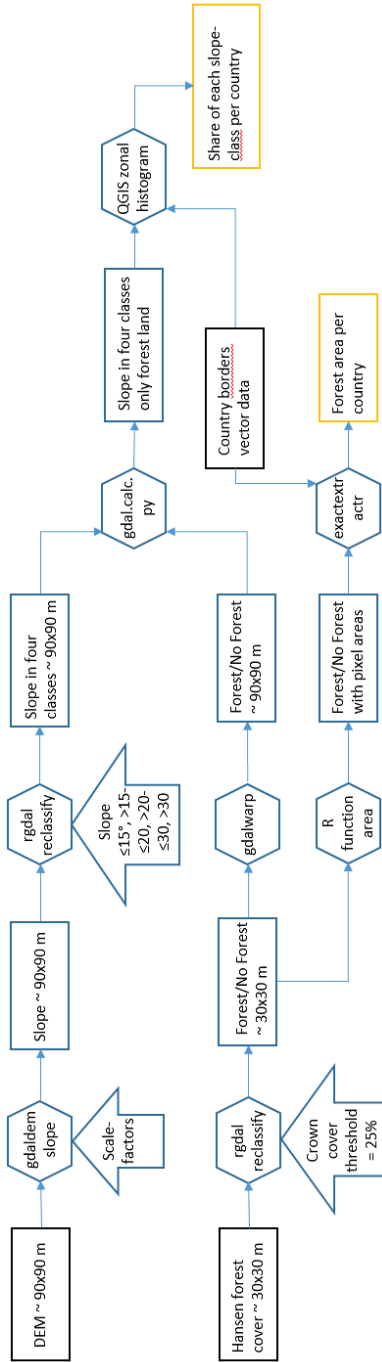 DEM ~ 90x90 m
gdaldem
slope
Scale-
factors
Slope ~ 90x90 m
rgdal
reclassify
Slope
≤15°, >15-
≤20, >20-
≤30, >30
Slope in four
classes ~ 90x90 m
gdal.calc.
py
Slope in four classes
only forest land
QGIS zonal
histogram
Share of each slope-
class per country
Hansen forest
cover ~ 30x30 m
rgdal
reclassify
Crown
cover
threshold
= 25%
Forest/No Forest
~ 30x30 m
gdalwarp
Forest/No Forest
~ 90x90 m
R
function
area
Forest/No Forest
with pixel areas
Country borders
vector data
exactextr
actr
Forest area per
country